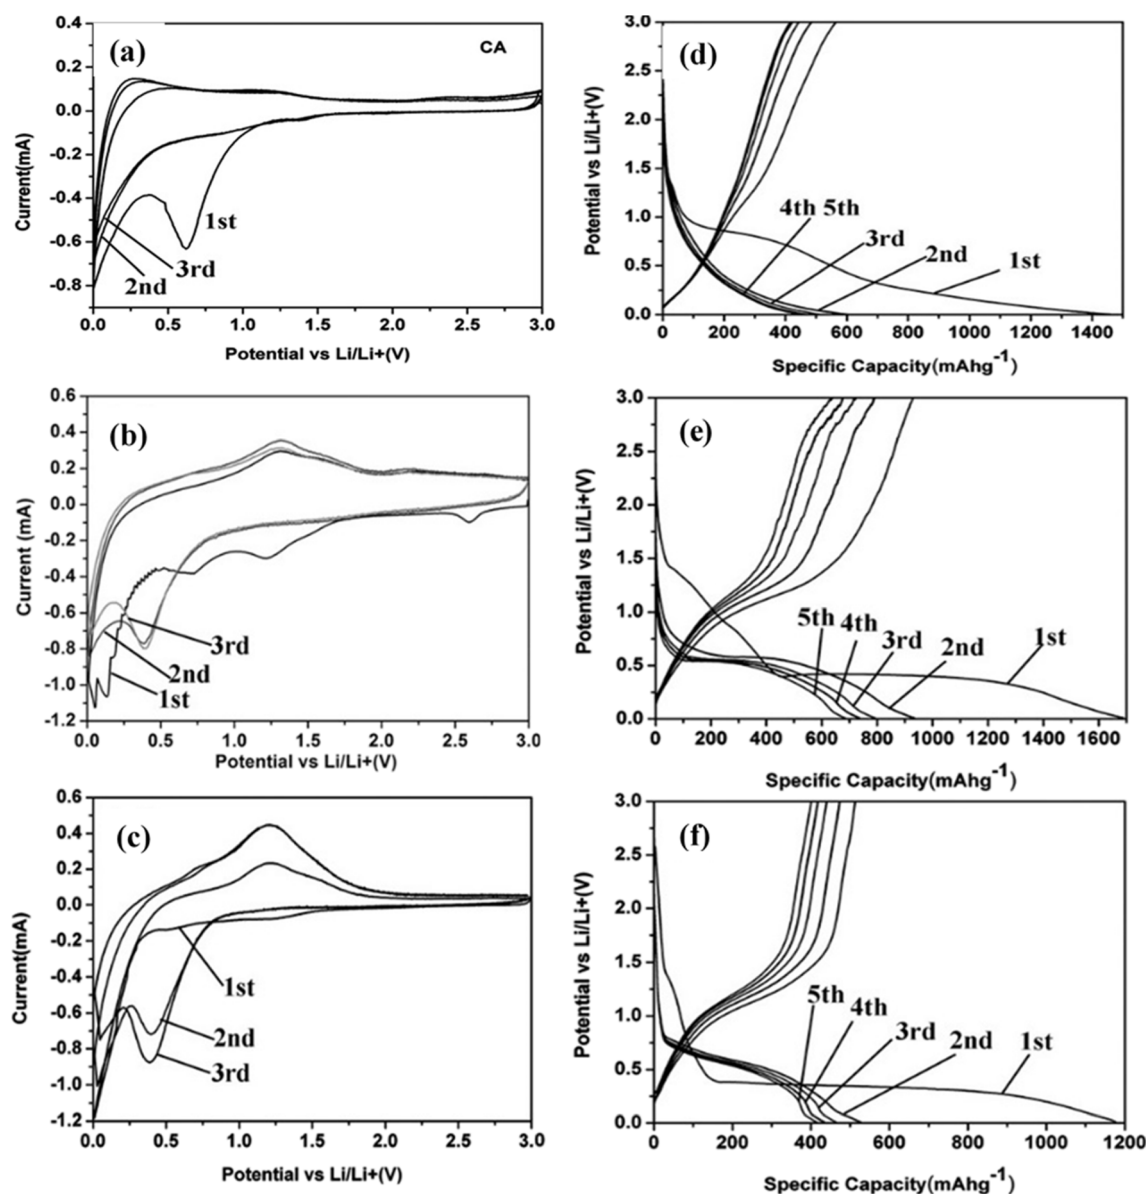 (a)
CA
0.4
0.2
0.0
-0.2
-0.4
-0.6
-0.8
Current(mA)
1st
3rd
2nd
0.0 0.5 1.0 1.5 2.0 2.5 3.0
Potential vs Li/Li+(V)
(d)
3.0
2.5
2.0
1.5
1.0
0.5
0.0
Potential vs Li/Li+(V)
4th 5th
3rd
2nd
1st
0 200 400 600 800 1000 1200 1400
Specific Capacity(mAhg-1)
(b)
0.6
0.4
0.2
0.0
-0.2
-0.4
-0.6
-0.8
-1.0
-1.2
Current (mA)
3rd
2nd
1st
0.0 0.5 1.0 1.5 2.0 2.5 3.0
Potential vs Li/Li+(V)
(e)
3.0
2.5
2.0
1.5
1.0
0.5
0.0
Potential vs Li/Li+(V)
5th 4th 3rd 2nd 1st
0 200 400 600 800 1000 1200 1400 1600
Specific Capacity(mAhg-1)
(c)
0.6
0.4
0.2
0.0
-0.2
-0.4
-0.6
-0.8
-1.0
-1.2
Current(mA)
1st
2nd
3rd
0.0 0.5 1.0 1.5 2.0 2.5 3.0
Potential vs Li/Li+(V)
(f)
3.0
2.5
2.0
1.5
1.0
0.5
0.0
Potential vs Li/Li+(V)
5th 4th 3rd 2nd 1st
0 200 400 600 800 1000 1200
Specific Capacity(mAhg-1)